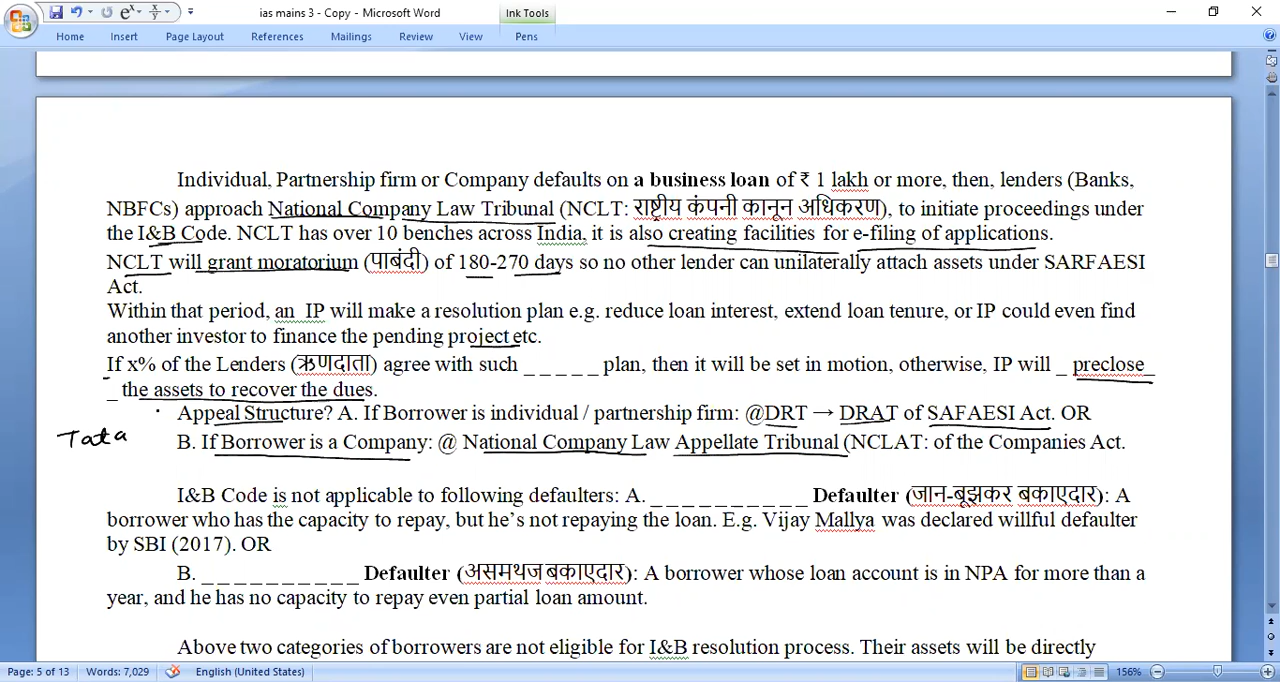 ias mains 3 - Copy - Microsoft Word
Ink Tools
Home Insert Page Layout References Mailings Review View Pens
Individual, Partnership firm or Company defaults on a business loan of ₹ 1 lakh or more, then, lenders (Banks,
NBFCs) approach National Company Law Tribunal (NCLT: राष्ट्रीय कंपनी कानून अधिकरण), to initiate proceedings under
the I&B Code. NCLT has over 10 benches across India, it is also creating facilities for e-filing of applications.
NCLT will grant moratorium (पाबंदी) of 180-270 days so no other lender can unilaterally attach assets under SARFAESI
Act.
Within that period, an IP will make a resolution plan e.g. reduce loan interest, extend loan tenure, or IP could even find
another investor to finance the pending project etc.
If x% of the Lenders (ऋणदाता) agree with such _ _ _ _ _ plan, then it will be set in motion, otherwise, IP will _ preclose_
_ the assets to recover the dues.
Appeal Structure? A. If Borrower is individual / partnership firm: @DRT → DRAT of SAFAESI Act. OR
Tata
B. If Borrower is a Company: @ National Company Law Appellate Tribunal (NCLAT: of the Companies Act.
I&B Code is not applicable to following defaulters: A. _ _ _ _ _ _ _ _ _ _ Defaulter (जान-बूझकर बकाएदार): A
borrower who has the capacity to repay, but he's not repaying the loan. E.g. Vijay Mallya was declared willful defaulter
by SBI (2017). OR
B. _ _ _ _ _ _ _ _ _ _ Defaulter (असमथज बकाएदार): A borrower whose loan account is in NPA for more than a
year, and he has no capacity to repay even partial loan amount.
Above two categories of borrowers are not eligible for I&B resolution process. Their assets will be directly
Page: 5 of 13 Words: 7,029 English (United States) 156%